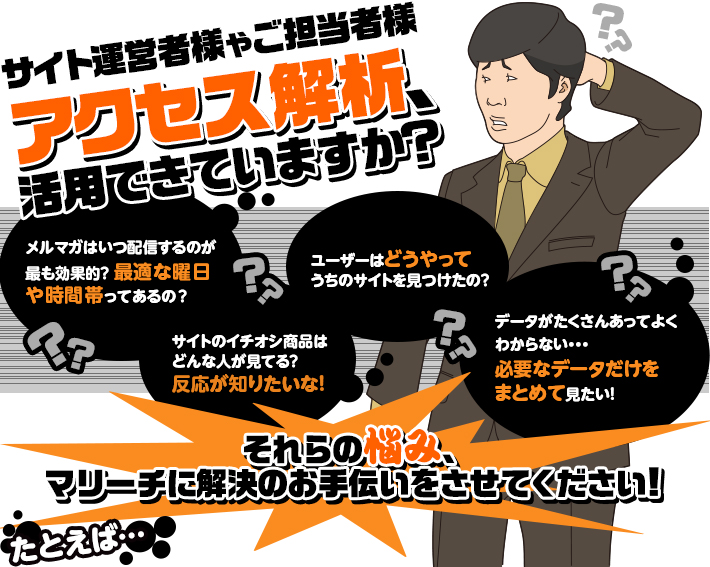 サイト運営者様やご担当者様
アクセス解析、
活用できていますか?
メルマガはいつ配信するのが
最も効果的? 最適な曜日
や時間帯ってあるの?
ユーザーはどうやって
うちのサイトを見つけたの?
サイトのイチオシ商品は
どんな人が見てる?
反応が知りたいな!
データがたくさんあってよく
わからない・・・
必要なデータだけを
まとめて見たい!
それらの悩み、
マリーチに解決のお手伝いをさせてください!
たとえば…